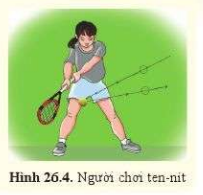 Hình 26.4. Người chơi ten-nit